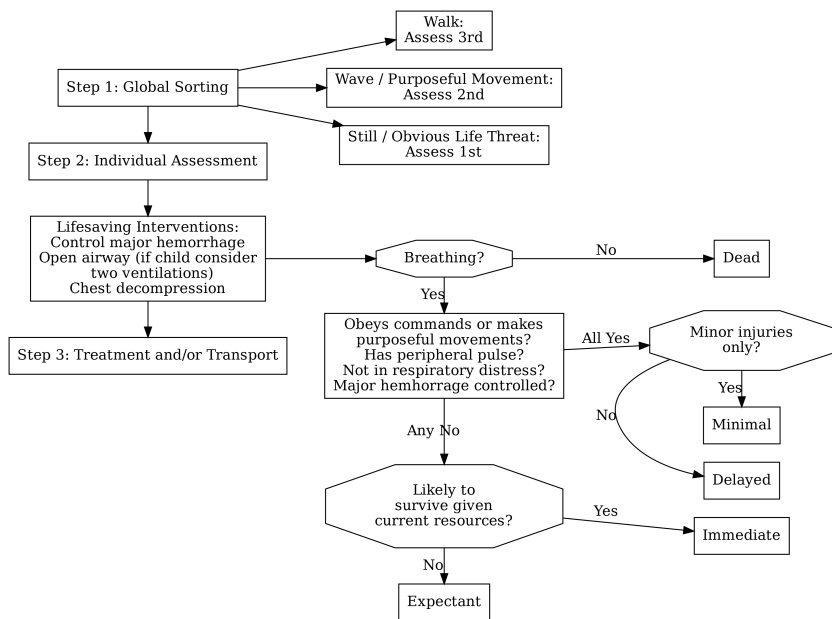 Walk:
Assess 3rd
Step 1: Global Sorting
Wave / Purposeful Movement:
Assess 2nd
Still / Obvious Life Threat:
Assess 1st
Step 2: Individual Assessment
Lifesaving Interventions:
Control major hemorrhage
Open airway (if child consider
two ventilations)
Chest decompression
Breathing?
No
Dead
Yes
Obeys commands or makes
purposeful movements?
Has peripheral pulse?
Not in respiratory distress?
Major hemhorrage controlled?
All Yes
Minor injuries
only?
Step 3: Treatment and/or Transport
Yes
No
Minimal
Any No
Delayed
Likely to
survive given
current resources?
Yes
Immediate
No
Expectant